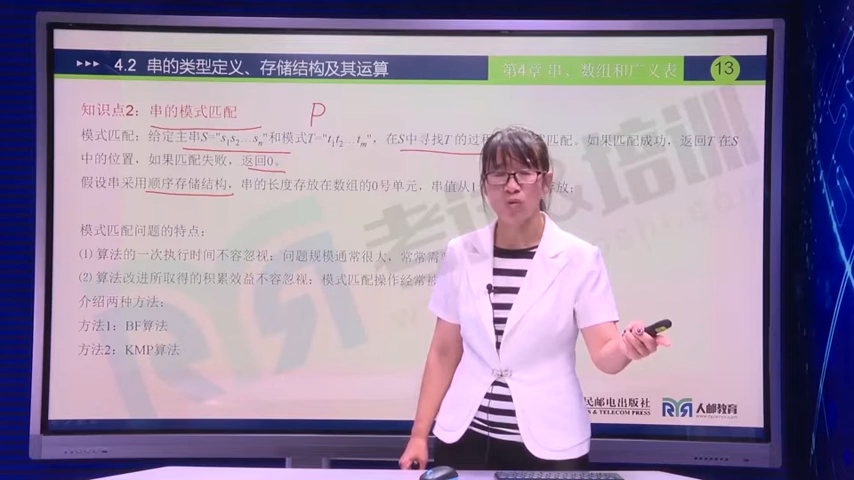 ▸▸▸ 4.2 串的类型定义、存储结构及其运算 第4章 串、数组和广义表 13
知识点2：串的模式匹配 P
模式匹配：给定主串S="s₁s₂…sₙ"和模式T="t₁t₂…tₘ"，在S中寻找T 的过程 匹配。如果匹配成功，返回T 在S
中的位置，如果匹配失败，返回0。
假设串采用顺序存储结构，串的长度存放在数组的0号单元，串值从1 存放；
模式匹配问题的特点：
⑴ 算法的一次执行时间不容忽视：问题规模通常很大，常常需
⑵ 算法改进所取得的积累效益不容忽视：模式匹配操作经常被
介绍两种方法：
方法1：BF算法
方法2：KMP算法
民邮电出版社 人邮教育
S & TELECOM PRESS